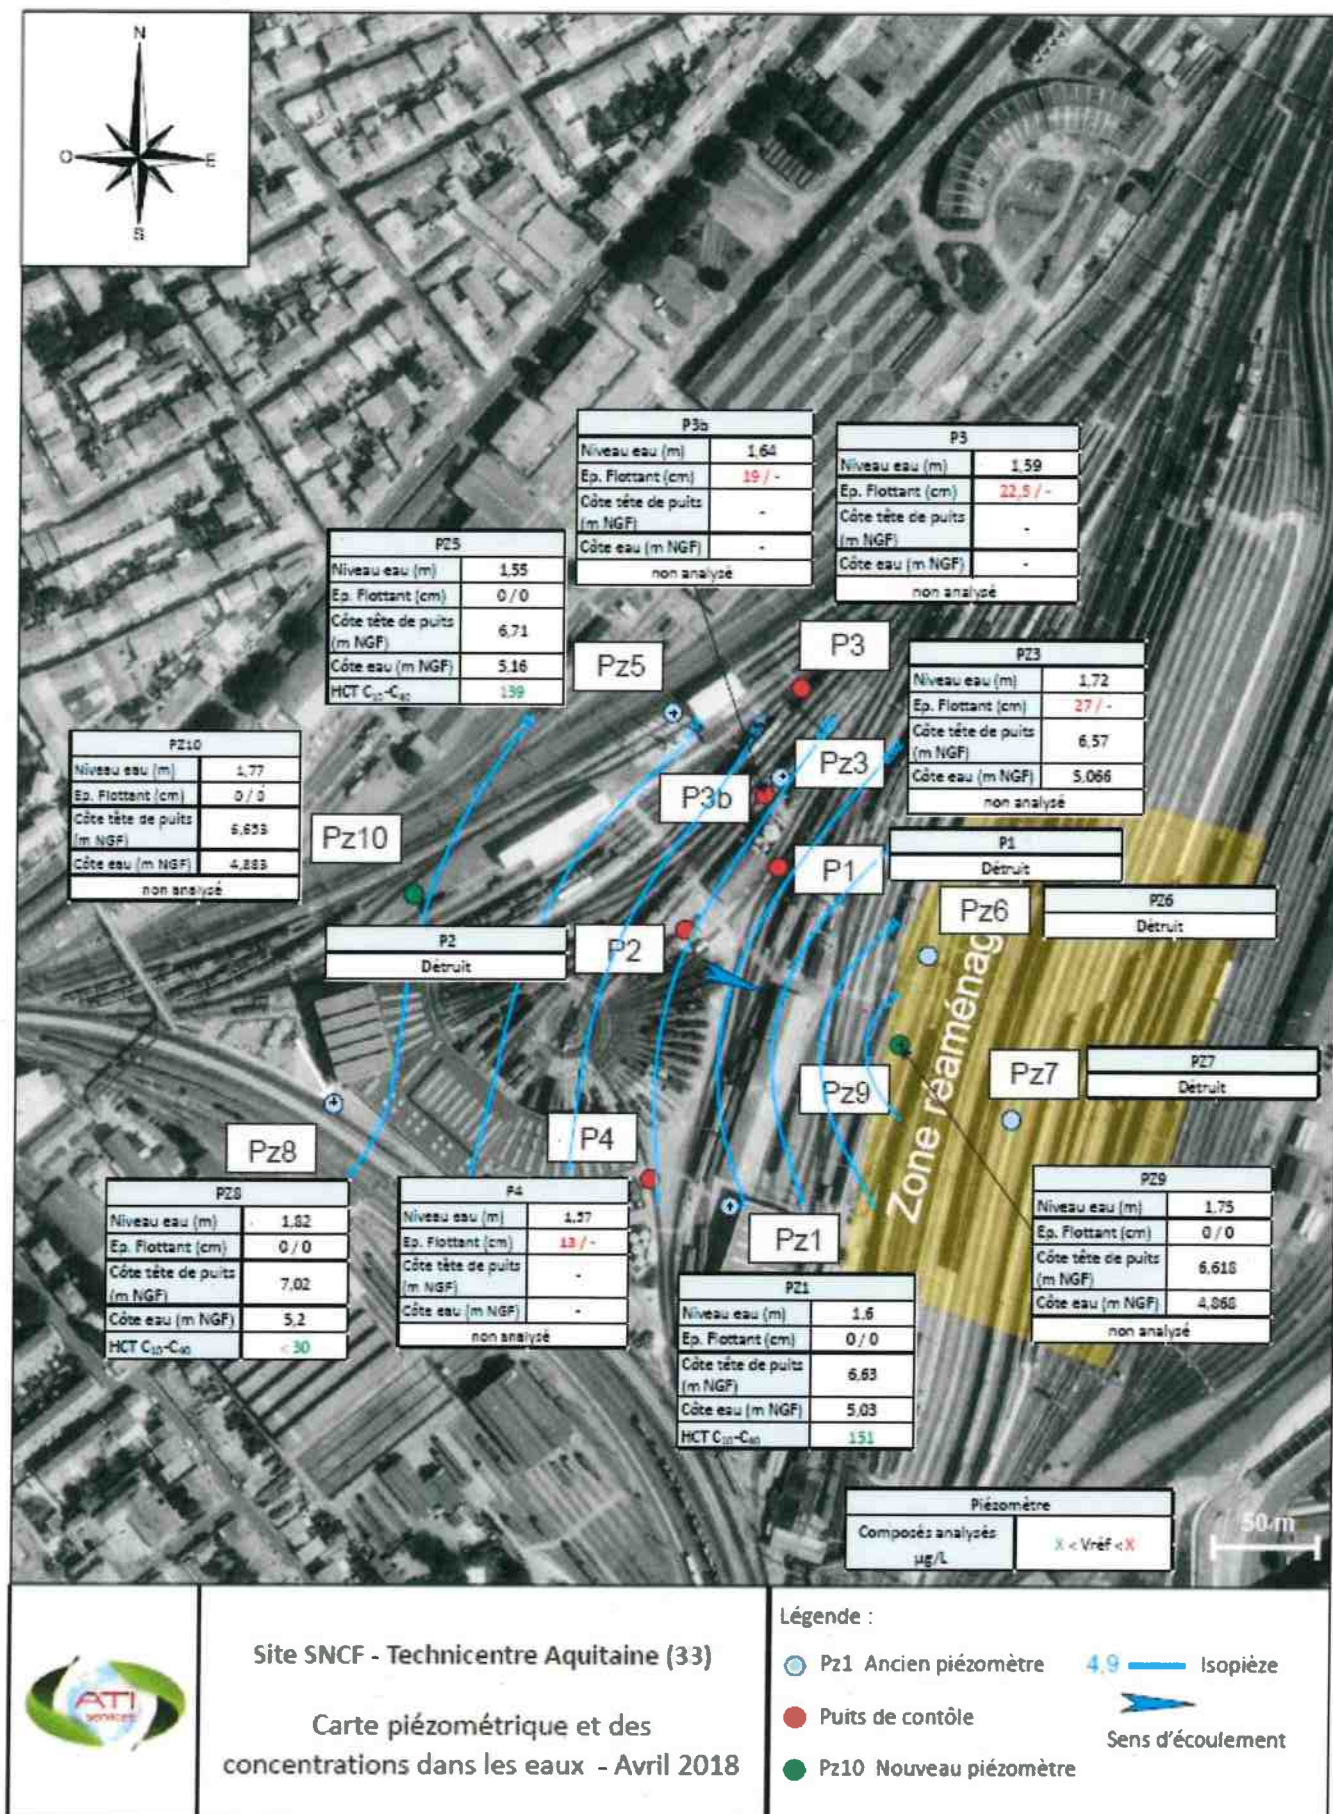 N
O
E
S
P3b
Niveau eau (m) 1,64
Ep. Flottant (cm) 19 / -
Côte tête de puits (m NGF) -
Côte eau (m NGF) -
non analysé
P3
Niveau eau (m) 1,59
Ep. Flottant (cm) 22,5 / -
Côte tête de puits (m NGF) -
Côte eau (m NGF) -
non analysé
PZ5
Niveau eau (m) 1,55
Ep. Flottant (cm) 0 / 0
Côte tête de puits (m NGF) 6,71
Côte eau (m NGF) 5,16
HCT C₁₀-C₄₀ 139
Pz5
P3
PZ3
Niveau eau (m) 1,72
Ep. Flottant (cm) 27 / -
Côte tête de puits (m NGF) 6,57
Côte eau (m NGF) 5,066
non analysé
PZ10
Niveau eau (m) 1,77
Ep. Flottant (cm) 0 / 0
Côte tête de puits (m NGF) 6,653
Côte eau (m NGF) 4,883
non analysé
Pz3
P3b
Pz10
P1
P1
Détruit
Pz6
PZ6
Détruit
P2
Détruit
P2
Zone réaménag
Pz9
Pz7
PZ7
Détruit
P4
Pz8
PZ8
Niveau eau (m) 1,82
Ep. Flottant (cm) 0 / 0
Côte tête de puits (m NGF) 7,02
Côte eau (m NGF) 5,2
HCT C₁₀-C₄₀ < 30
P4
Niveau eau (m) 1,57
Ep. Flottant (cm) 13 / -
Côte tête de puits (m NGF) -
Côte eau (m NGF) -
non analysé
Pz1
PZ9
Niveau eau (m) 1,75
Ep. Flottant (cm) 0 / 0
Côte tête de puits (m NGF) 6,618
Côte eau (m NGF) 4,868
non analysé
PZ1
Niveau eau (m) 1,6
Ep. Flottant (cm) 0 / 0
Côte tête de puits (m NGF) 6,63
Côte eau (m NGF) 5,03
HCT C₁₀-C₄₀ 151
Piézomètre
Composés analysés µg/L X < Vréf < X
50 m
ATI
services
Site SNCF - Technicentre Aquitaine (33)
Carte piézométrique et des
concentrations dans les eaux - Avril 2018
Légende :
Pz1 Ancien piézomètre
4,9 Isopièze
Puits de contôle
Sens d'écoulement
Pz10 Nouveau piézomètre